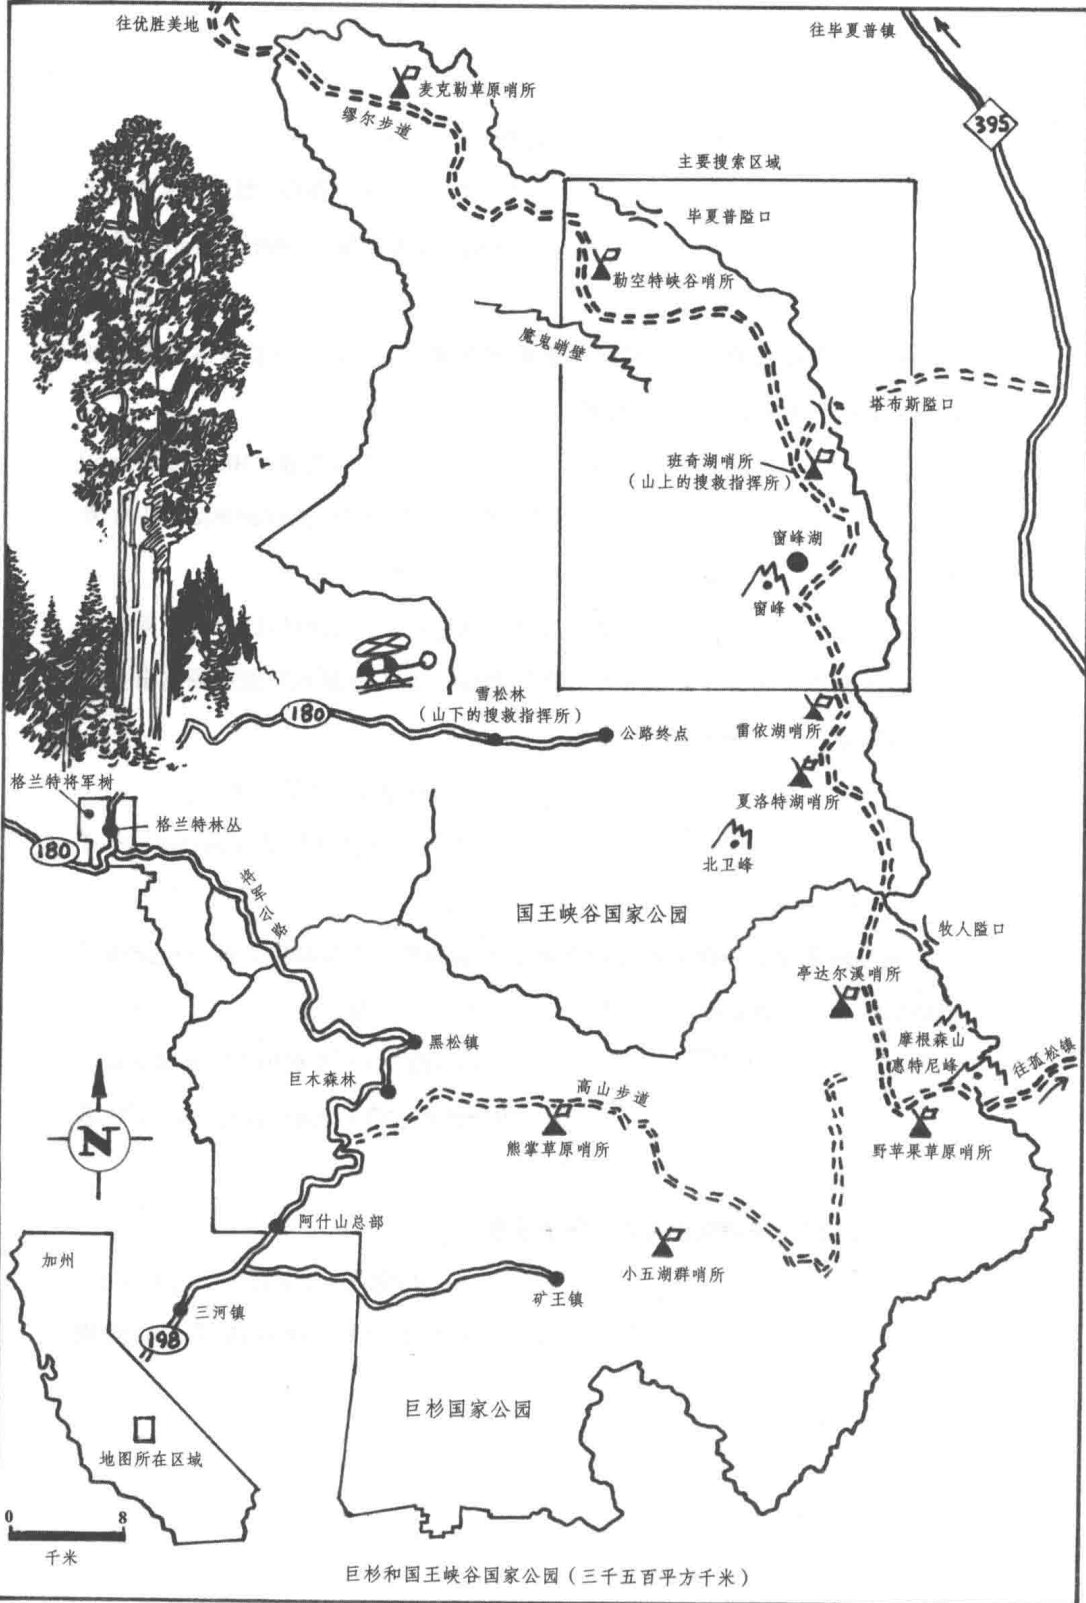 往优胜美地
往毕夏普镇
麦克勒草原哨所
缪尔步道
395
主要搜索区域
毕夏普隘口
勒空特峡谷哨所
魔鬼峭壁
塔布斯隘口
班奇湖哨所
(山上的搜救指挥所)
窗峰湖
窗峰
雪松林
(山下的搜救指挥所)
180
公路终点
雷依湖哨所
夏洛特湖哨所
格兰特将军树
格兰特林丛
180
将军公路
北卫峰
国王峡谷国家公园
牧人隘口
亭达尔溪哨所
摩根森山
惠特尼峰
往孤松镇
黑松镇
巨木森林
高山步道
N
熊掌草原哨所
野苹果草原哨所
阿什山总部
小五湖群哨所
加州
矿王镇
三河镇
198
巨杉国家公园
地图所在区域
0 8
千米
巨杉和国王峡谷国家公园(三千五百平方千米)